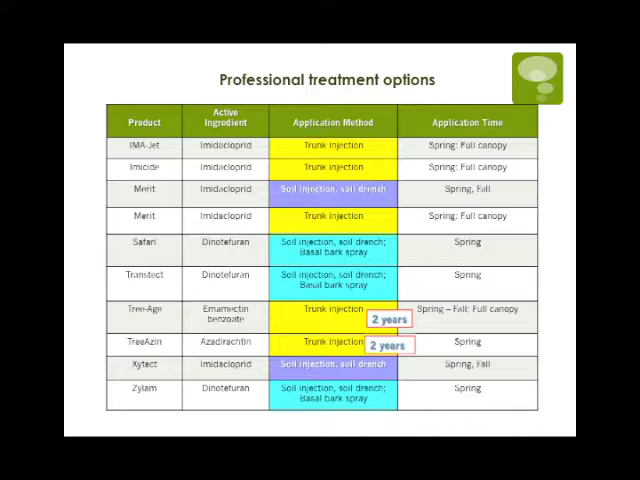 Professional treatment options
Product Active Ingredient Application Method Application Time
IMA-Jet Imidacloprid Trunk injection Spring: Full canopy
Imicide Imidacloprid Trunk injection Spring: Full canopy
Merit Imidacloprid Soil injection, soil drench Spring, Fall
Merit Imidacloprid Trunk injection Spring: Full canopy
Safari Dinotefuran Soil injection, soil drench; Basal bark spray Spring
Transtect Dinotefuran Soil injection, soil drench; Basal bark spray Spring
Tree-Age Emamectin benzoate Trunk injection Spring – Fall: Full canopy
2 years
TreeAzin Azadirachtin Trunk injection Spring
2 years
Xytect Imidacloprid Soil injection, soil drench Spring, Fall
Zylam Dinotefuran Soil injection, soil drench; Basal bark spray Spring